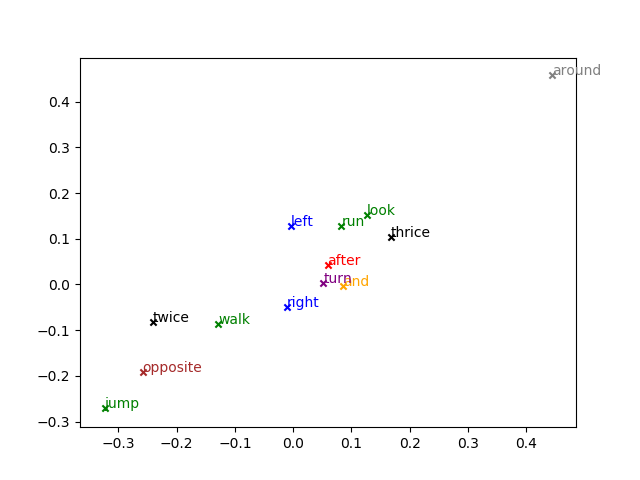 around
0.4
0.3
0.2
look
left
run
thrice
0.1
after
turn
and
0.0
right
twice
walk
−0.1
opposite
−0.2
jump
−0.3
−0.3 −0.2 −0.1 0.0 0.1 0.2 0.3 0.4